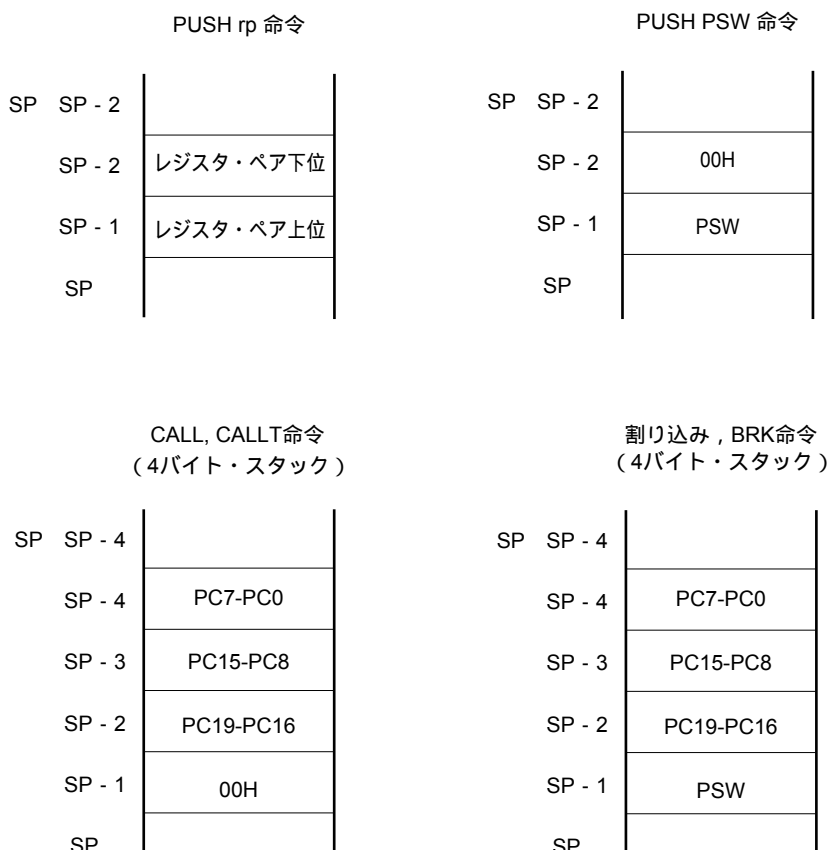 PUSH rp 命令
SP SP - 2
SP - 2 レジスタ・ペア下位
SP - 1 レジスタ・ペア上位
SP
PUSH PSW 命令
SP SP - 2
SP - 2 00H
SP - 1 PSW
SP
CALL, CALLT命令
（4バイト・スタック）
SP SP - 4
SP - 4 PC7-PC0
SP - 3 PC15-PC8
SP - 2 PC19-PC16
SP - 1 00H
SP
割り込み，BRK命令
（4バイト・スタック）
SP SP - 4
SP - 4 PC7-PC0
SP - 3 PC15-PC8
SP - 2 PC19-PC16
SP - 1 PSW
SP